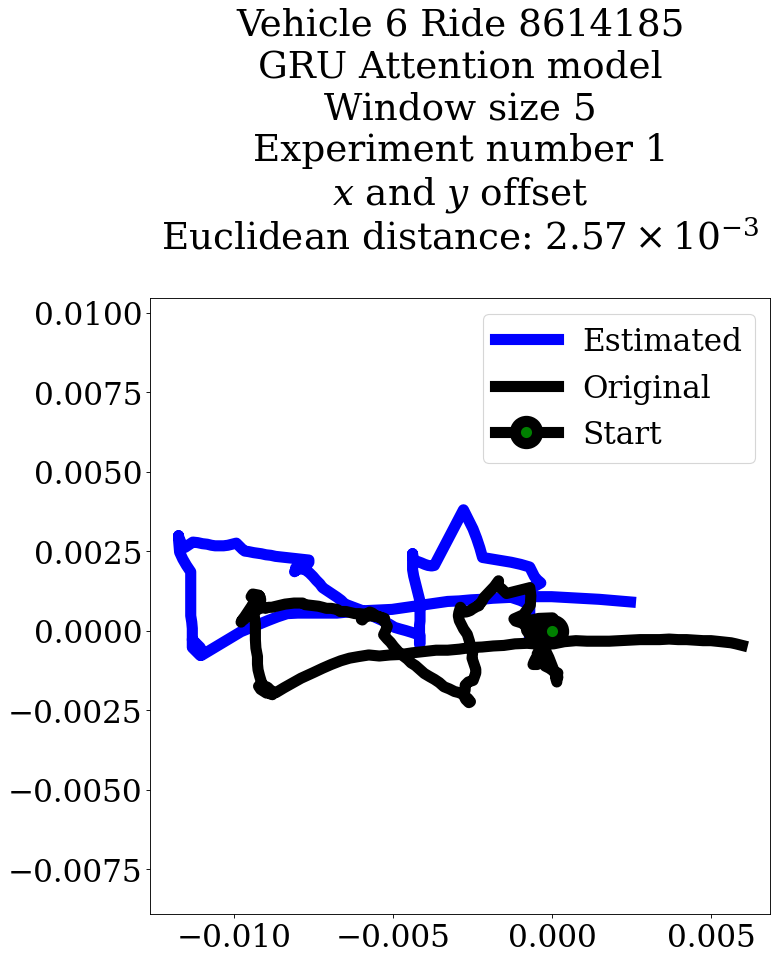 Vehicle 6 Ride 8614185
GRU Attention model
Window size 5
Experiment number 1
x and y offset
Euclidean distance: 2.57 × 10⁻³
0.0100
0.0075
0.0050
0.0025
0.0000
−0.0025
−0.0050
−0.0075
Estimated
Original
Start
−0.010 −0.005 0.000 0.005